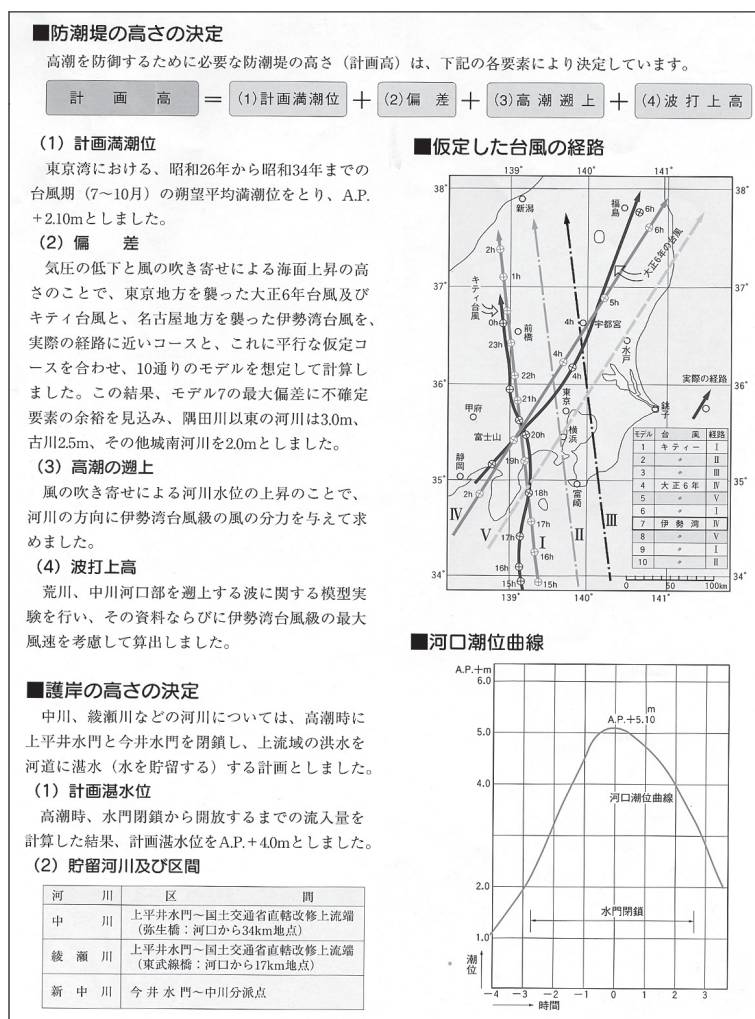 ■防潮堤の高さの決定
高潮を防御するために必要な防潮堤の高さ（計画高）は、下記の各要素により決定しています。
計画高 ＝ (1)計画満潮位 ＋ (2)偏差 ＋ (3)高潮遡上 ＋ (4)波打上高
(1) 計画満潮位
東京湾における、昭和26年から昭和34年までの
台風期（7〜10月）の朔望平均満潮位をとり、A.P.
+2.10mとしました。
(2) 偏　差
気圧の低下と風の吹き寄せによる海面上昇の高
さのことで、東京地方を襲った大正6年台風及び
キティ台風と、名古屋地方を襲った伊勢湾台風を、
実際の経路に近いコースと、これに平行な仮定コ
ースを合わせ、10通りのモデルを想定して計算し
ました。この結果、モデル7の最大偏差に不確定
要素の余裕を見込み、隅田川以東の河川は3.0m、
古川2.5m、その他城南河川を2.0mとしました。
(3) 高潮の遡上
風の吹き寄せによる河川水位の上昇のことで、
河川の方向に伊勢湾台風級の風の分力を与えて求
めました。
(4) 波打上高
荒川、中川河口部を遡上する波に関する模型実
験を行い、その資料ならびに伊勢湾台風級の最大
風速を考慮して算出しました。
■護岸の高さの決定
中川、綾瀬川などの河川については、高潮時に
上平井水門と今井水門を閉鎖し、上流域の洪水を
河道に湛水（水を貯留する）する計画としました。
(1) 計画湛水位
高潮時、水門閉鎖から開放するまでの流入量を
計算した結果、計画湛水位をA.P.+4.0mとしました。
(2) 貯留河川及び区間
河川　区間
中川　上平井水門〜国土交通省直轄改修上流端
（弥生橋：河口から34km地点）
綾瀬川　上平井水門〜国土交通省直轄改修上流端
（東武線橋：河口から17km地点）
新中川　今井水門〜中川分派点
■仮定した台風の経路
139° 140° 141°
38° 38°
新潟
福島
6h
6h
2h
大正6年の台風
1h
37° 37°
キティ台風
5h
0h
4h
宇都宮
前橋
23h
水戸
4h
4h
22h
36° 36°
21h
東京
実際の経路
銚子
甲府
20h
横浜
富士山
静岡
19h
35° 35°
富崎
18h
2h
Ⅳ
Ⅴ
17h
17h
Ⅰ
Ⅱ
Ⅲ
16h
16h
34° 34°
15h
15h
139° 140° 141°
0 50 100km
モデル　台風　経路
1　キティー　Ⅰ
2　〃　Ⅱ
3　〃　Ⅲ
4　大正6年　Ⅳ
5　〃　Ⅴ
6　〃　Ⅰ
7　伊勢湾　Ⅳ
8　〃　Ⅴ
9　〃　Ⅰ
10　〃　Ⅱ
■河口潮位曲線
A.P.+m
6.0
m
A.P.+5.10
5.0
4.0
河口潮位曲線
2.0
水門閉鎖
1.0
潮位
−4 −3 −2 −1 0 1 2 3
時間